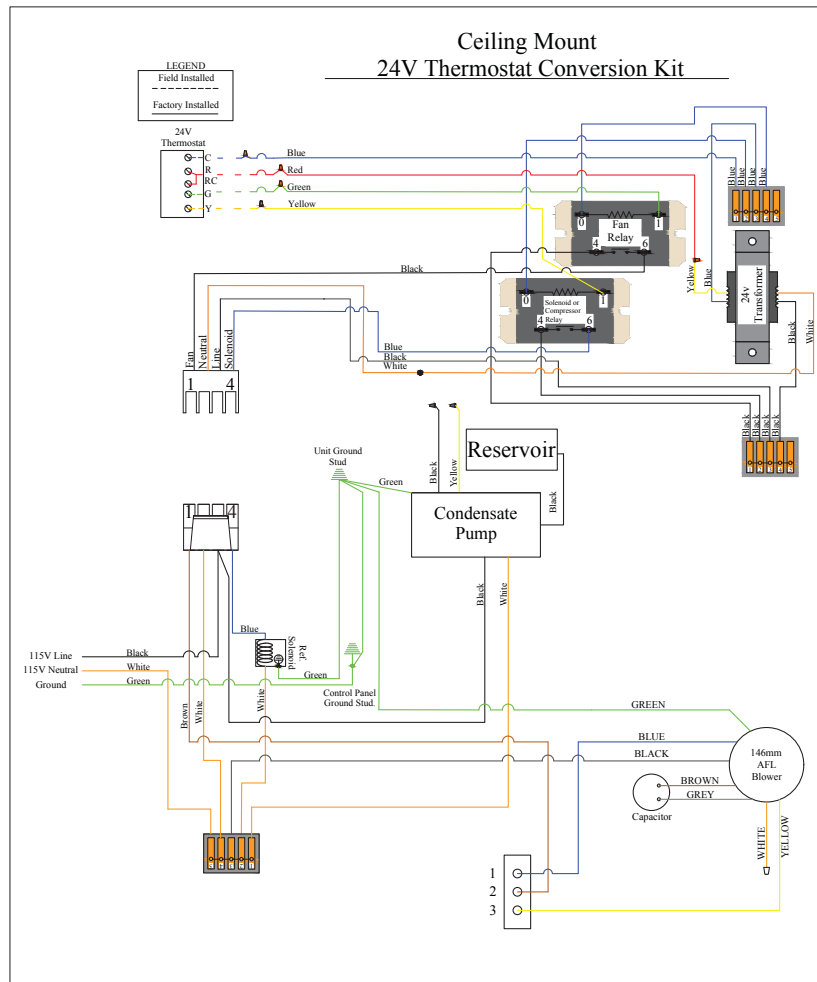 Ceiling Mount
24V Thermostat Conversion Kit
LEGEND
Field Installed
Factory Installed
24V
Thermostat
C
R
RC
G
Y
Blue
Red
Green
Yellow
Blue
Blue
Blue
Blue
0
1
Fan
Relay
4
6
0
1
Solenoid or
Compressor
Relay
4
6
Yellow
Blue
24v
Transformer
Black
White
Black
Fan
Neutral
Line
Solenoid
1
4
Blue
Black
White
Black
Black
Black
Black
Reservoir
Black
Yellow
Black
Unit Ground
Stud
Green
Condensate
Pump
1
4
Black
White
Blue
Ref.
Solenoid
Green
115V Line
Black
115V Neutral
White
Ground
Green
Control Panel
Ground Stud.
Brown
White
White
GREEN
BLUE
BLACK
146mm
AFL
Blower
BROWN
GREY
Capacitor
WHITE
YELLOW
1
2
3